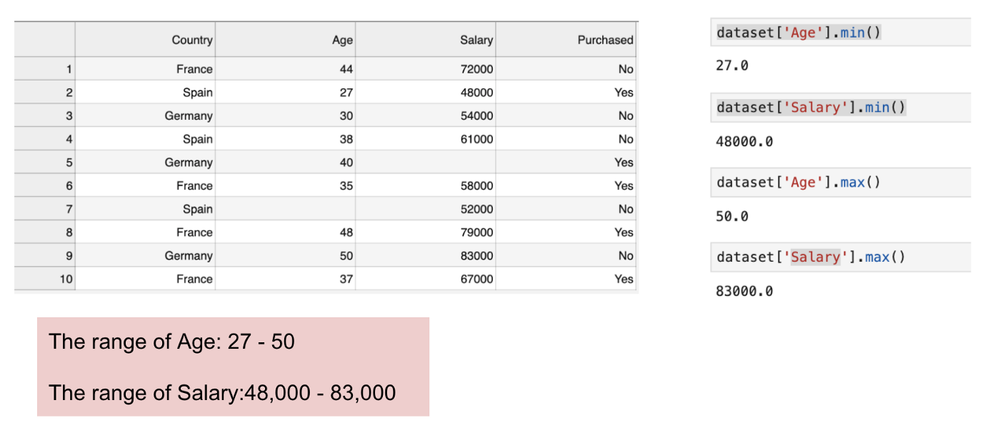 Country Age Salary Purchased
1 France 44 72000 No
2 Spain 27 48000 Yes
3 Germany 30 54000 No
4 Spain 38 61000 No
5 Germany 40 Yes
6 France 35 58000 Yes
7 Spain 52000 No
8 France 48 79000 Yes
9 Germany 50 83000 No
10 France 37 67000 Yes
dataset['Age'].min()
27.0
dataset['Salary'].min()
48000.0
dataset['Age'].max()
50.0
dataset['Salary'].max()
83000.0
The range of Age: 27 - 50
The range of Salary:48,000 - 83,000